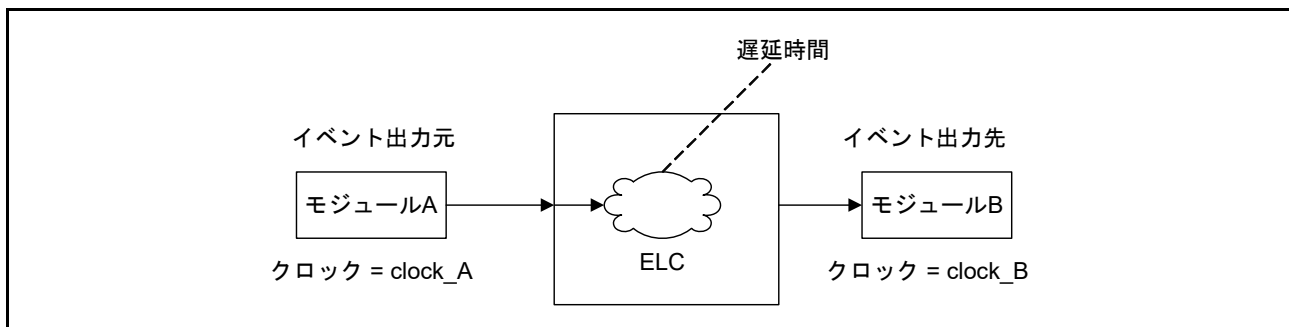 遅延時間
イベント出力元
イベント出力先
モジュールA
モジュールB
ELC
クロック = clock_A
クロック = clock_B